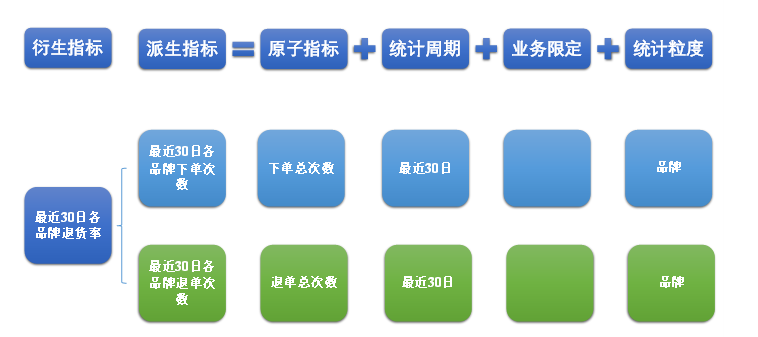 衍生指标
派生指标 = 原子指标 + 统计周期 + 业务限定 + 统计粒度
最近30日各
品牌退货率
最近30日各
品牌下单次
数
下单总次数
最近30日
品牌
最近30日各
品牌退单次
数
退单总次数
最近30日
品牌